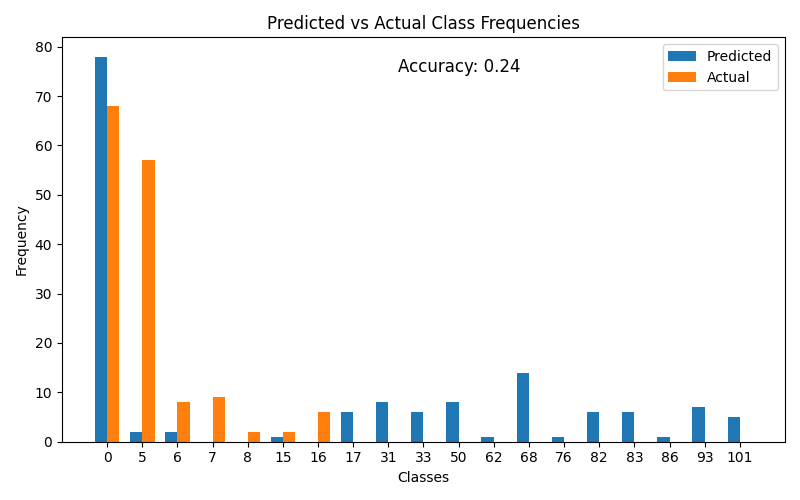 Predicted vs Actual Class Frequencies
Accuracy: 0.24
Predicted
Actual
Frequency
80
70
60
50
40
30
20
10
0
0 5 6 7 8 15 16 17 31 33 50 62 68 76 82 83 86 93 101
Classes